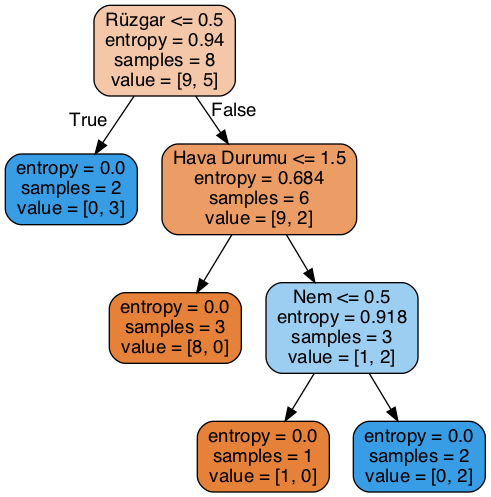 Rüzgar <= 0.5
entropy = 0.94
samples = 8
value = [9, 5]
True
False
entropy = 0.0
samples = 2
value = [0, 3]
Hava Durumu <= 1.5
entropy = 0.684
samples = 6
value = [9, 2]
entropy = 0.0
samples = 3
value = [8, 0]
Nem <= 0.5
entropy = 0.918
samples = 3
value = [1, 2]
entropy = 0.0
samples = 1
value = [1, 0]
entropy = 0.0
samples = 2
value = [0, 2]